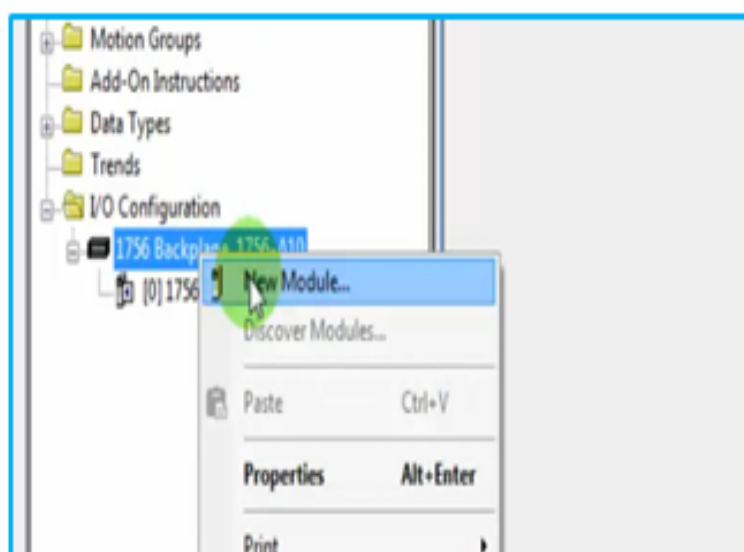 Motion Groups
Add-On Instructions
Data Types
Trends
I/O Configuration
1756 Backplane, 1756-A10
[0] 1756
New Module...
Discover Modules...
Paste Ctrl+V
Properties Alt+Enter
Print